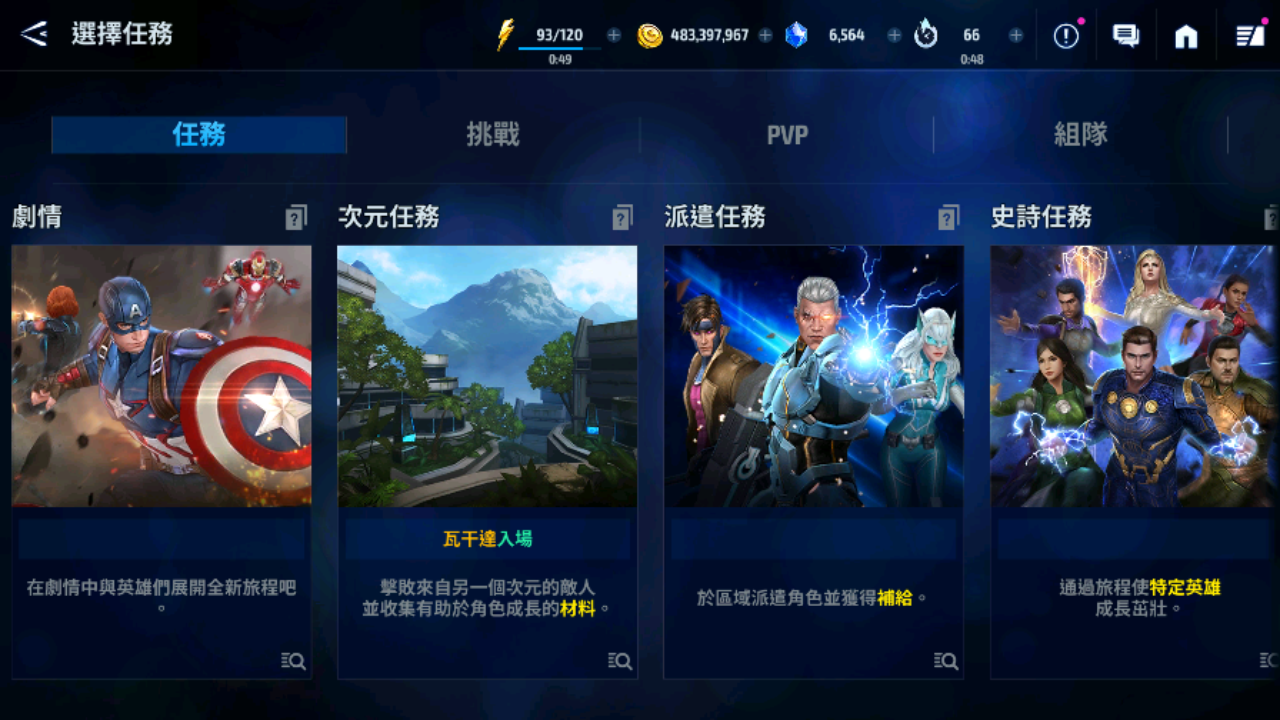 選擇任務
93/120
0:49
483,397,967
6,564
66
0:48
任務
挑戰
PVP
組隊
劇情
次元任務
派遣任務
史詩任務
瓦干達入場
在劇情中與英雄們展開全新旅程吧
。
擊敗來自另一個次元的敵人
並收集有助於角色成長的材料。
於區域派遣角色並獲得補給。
通過旅程使特定英雄
成長茁壯。